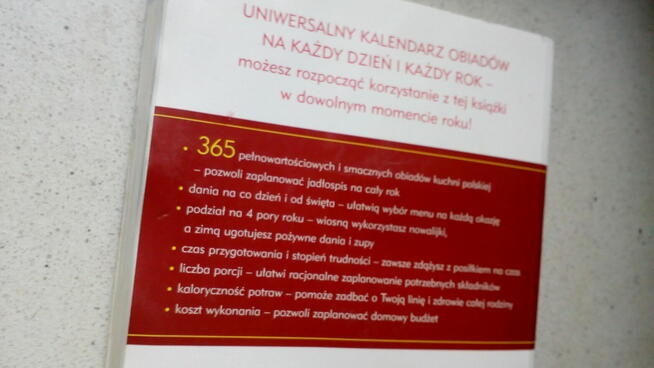 UNIWERSALNY KALENDARZ OBIADÓW
NA KAŻDY DZIEŃ I KAŻDY ROK –
możesz rozpocząć korzystanie z tej książki
w dowolnym momencie roku!
• 365 pełnowartościowych i smacznych obiadów kuchni polskiej
– pozwoli zaplanować jadłospis na cały rok
• dania na co dzień i od święta – ułatwią wybór menu na każdą okazję
• podział na 4 pory roku – wiosną wykorzystasz nowalijki,
a zimą ugotujesz pożywne dania i zupy
• czas przygotowania i stopień trudności – zawsze zdążysz z posiłkiem na czas
• liczba porcji – ułatwi racjonalne zaplanowanie potrzebnych składników
• kaloryczność potraw – pomoże zadbać o Twoją linię i zdrowie całej rodziny
• koszt wykonania – pozwoli zaplanować domowy budżet